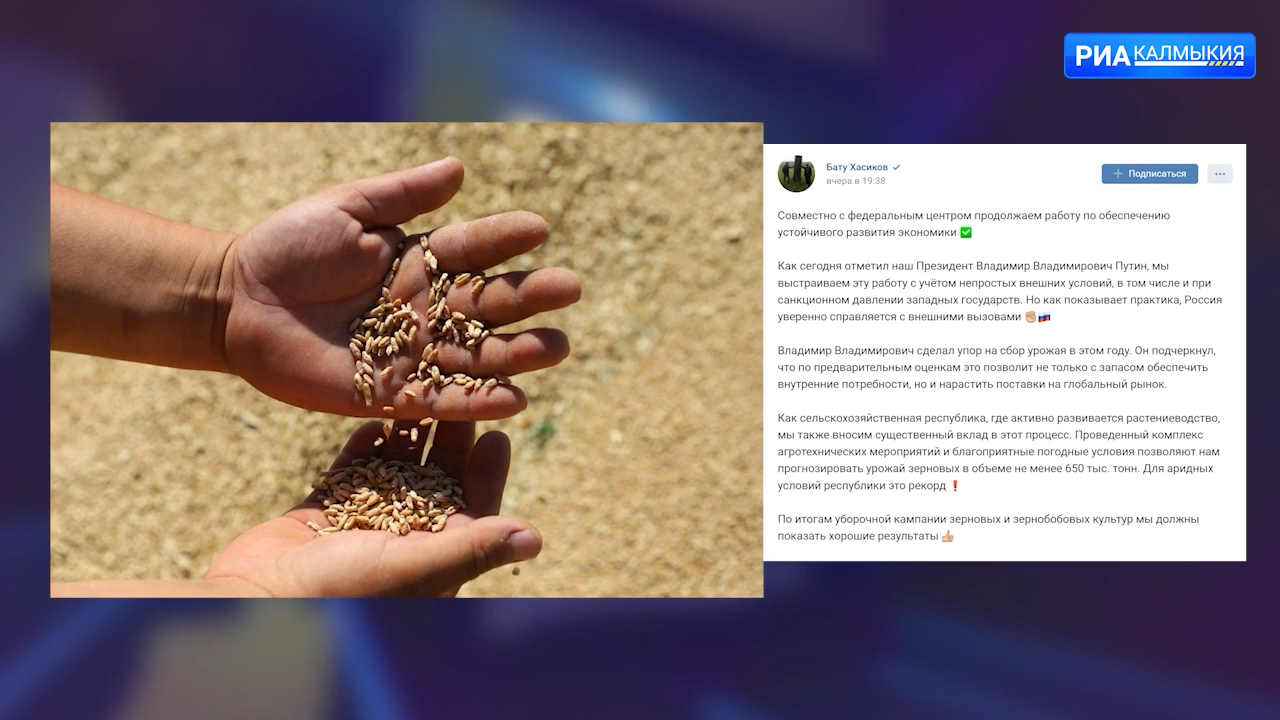 РИА КАЛМЫКИЯ
Бату Хасиков
вчера в 19:38
Подписаться
Совместно с федеральным центром продолжаем работу по обеспечению
устойчивого развития экономики ✅
Как сегодня отметил наш Президент Владимир Владимирович Путин, мы
выстраиваем эту работу с учётом непростых внешних условий, в том числе и при
санкционном давлении западных государств. Но как показывает практика, Россия
уверенно справляется с внешними вызовами ✊🏼🇷🇺
Владимир Владимирович сделал упор на сбор урожая в этом году. Он подчеркнул,
что по предварительным оценкам это позволит не только с запасом обеспечить
внутренние потребности, но и нарастить поставки на глобальный рынок.
Как сельскохозяйственная республика, где активно развивается растениеводство,
мы также вносим существенный вклад в этот процесс. Проведенный комплекс
агротехнических мероприятий и благоприятные погодные условия позволяют нам
прогнозировать урожай зерновых в объеме не менее 650 тыс. тонн. Для аридных
условий республики это рекорд ❗
По итогам уборочной кампании зерновых и зернобобовых культур мы должны
показать хорошие результаты 👍🏼